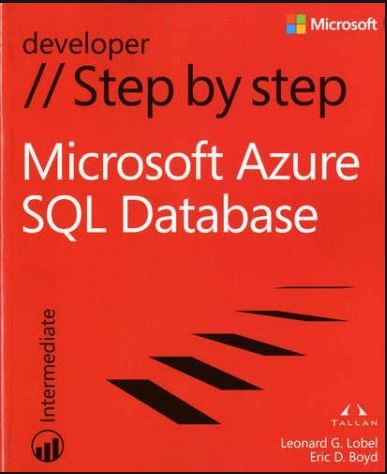 Microsoft
developer
// Step by step
Microsoft Azure
SQL Database
Intermediate
TALLAN
Leonard G. Lobel
Eric D. Boyd